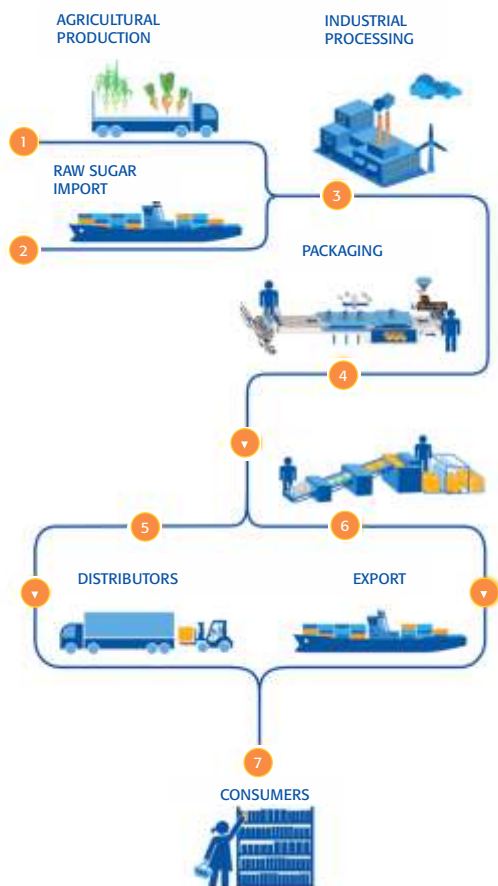 AGRICULTURAL
PRODUCTION
INDUSTRIAL
PROCESSING
1
RAW SUGAR
IMPORT
2
3
PACKAGING
4
5
6
DISTRIBUTORS
EXPORT
7
CONSUMERS